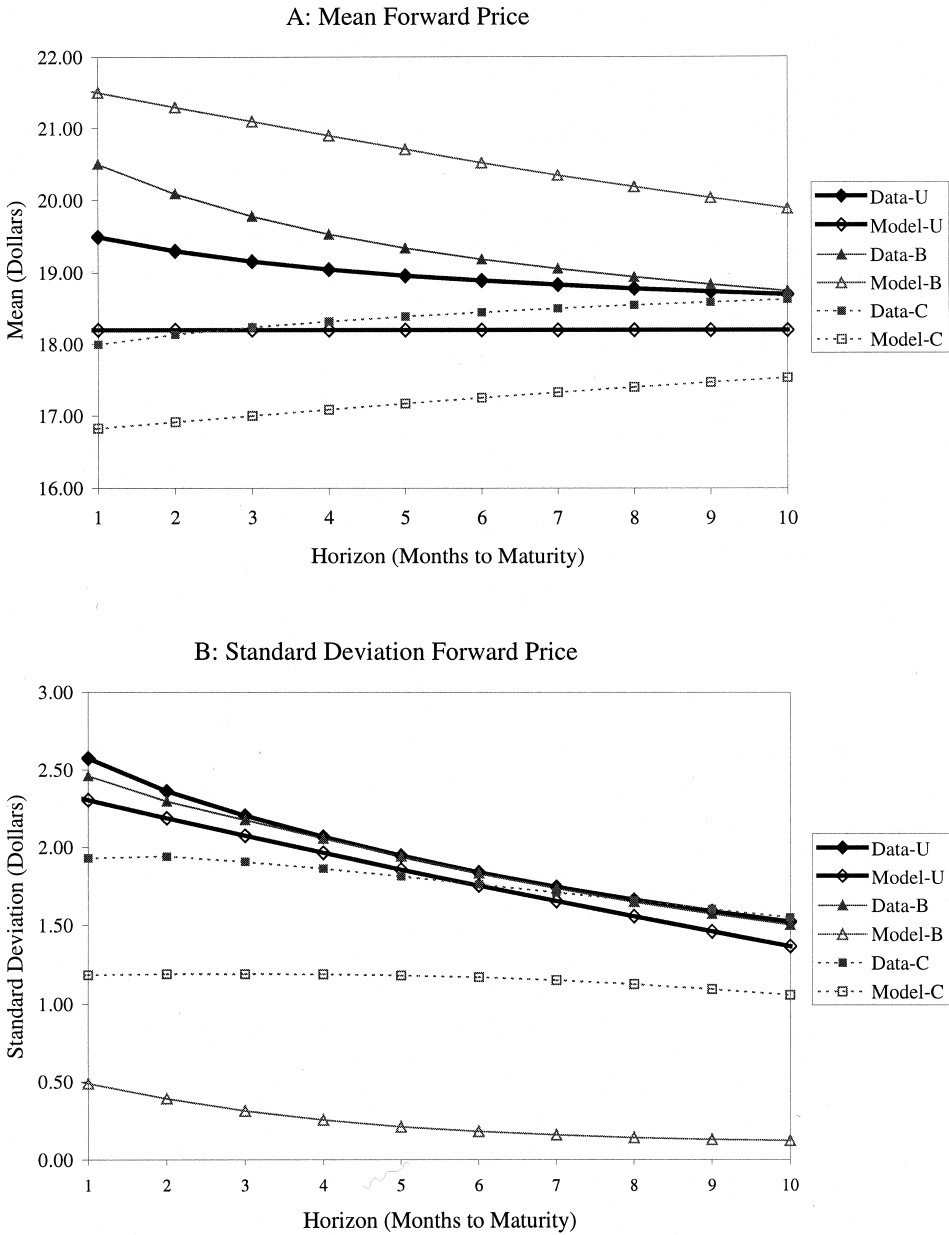 A: Mean Forward Price
22.00
21.00
20.00
19.00
18.00
17.00
16.00
Mean (Dollars)
1 2 3 4 5 6 7 8 9 10
Horizon (Months to Maturity)
Data-U
Model-U
Data-B
Model-B
Data-C
Model-C
B: Standard Deviation Forward Price
3.00
2.50
2.00
1.50
1.00
0.50
0.00
Standard Deviation (Dollars)
1 2 3 4 5 6 7 8 9 10
Horizon (Months to Maturity)
Data-U
Model-U
Data-B
Model-B
Data-C
Model-C